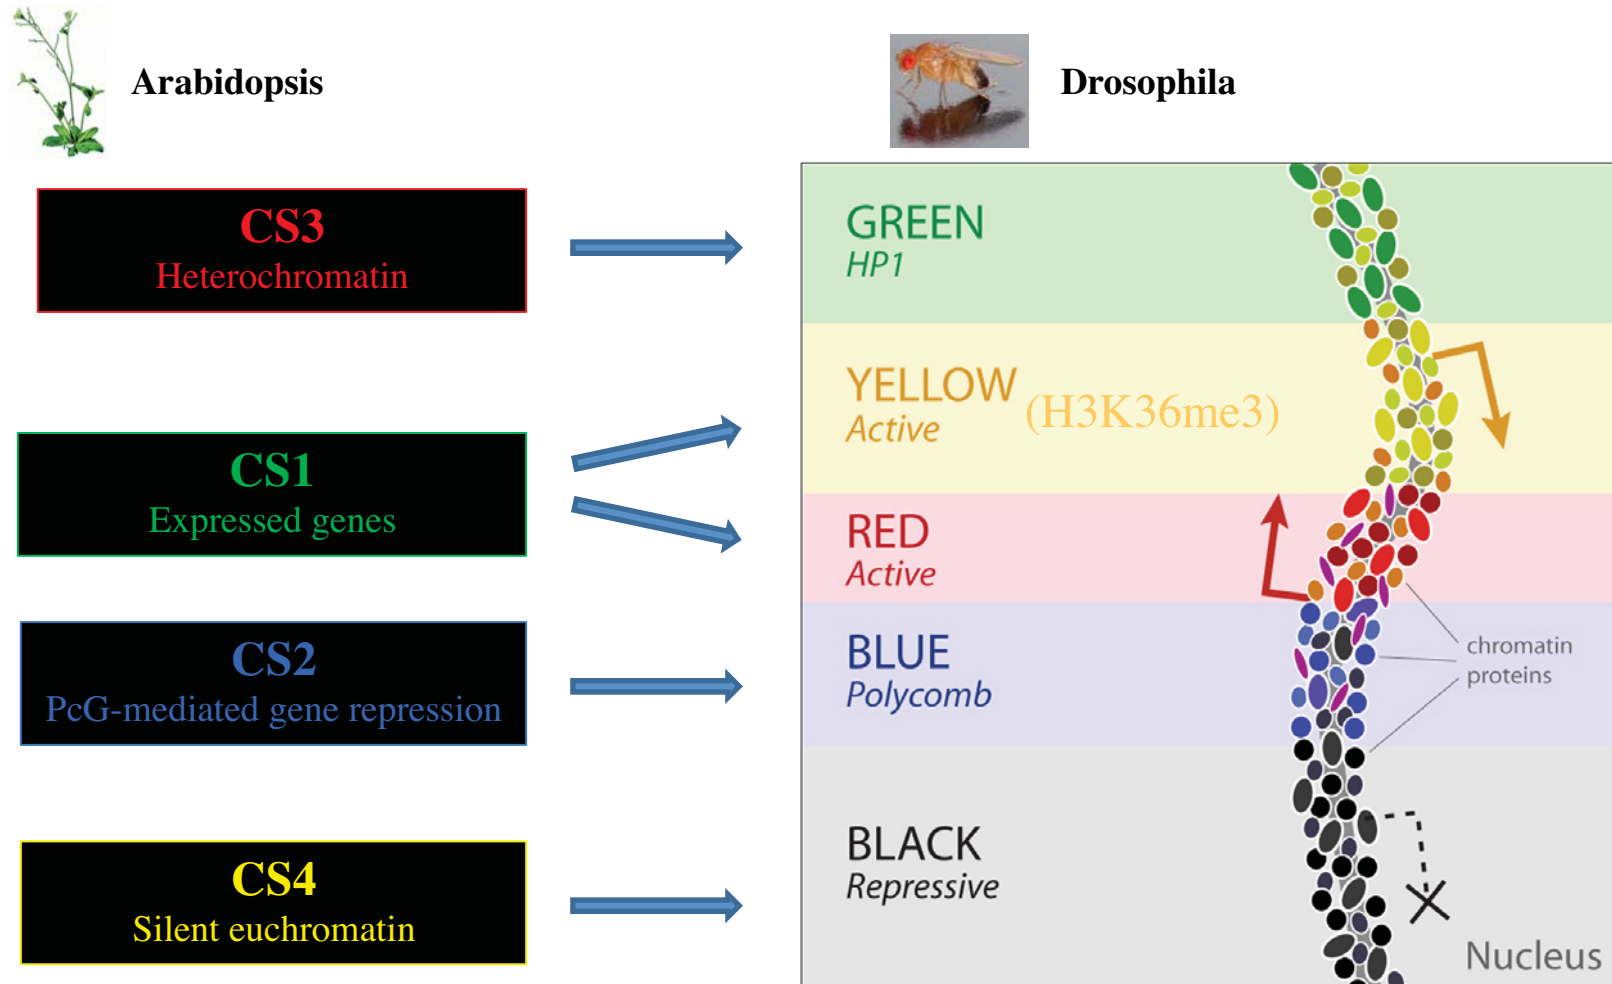 Arabidopsis
Drosophila
CS3
Heterochromatin
GREEN
HP1
YELLOW
Active
(H3K36me3)
CS1
Expressed genes
RED
Active
CS2
PcG-mediated gene repression
BLUE
Polycomb
chromatin
proteins
CS4
Silent euchromatin
BLACK
Repressive
Nucleus